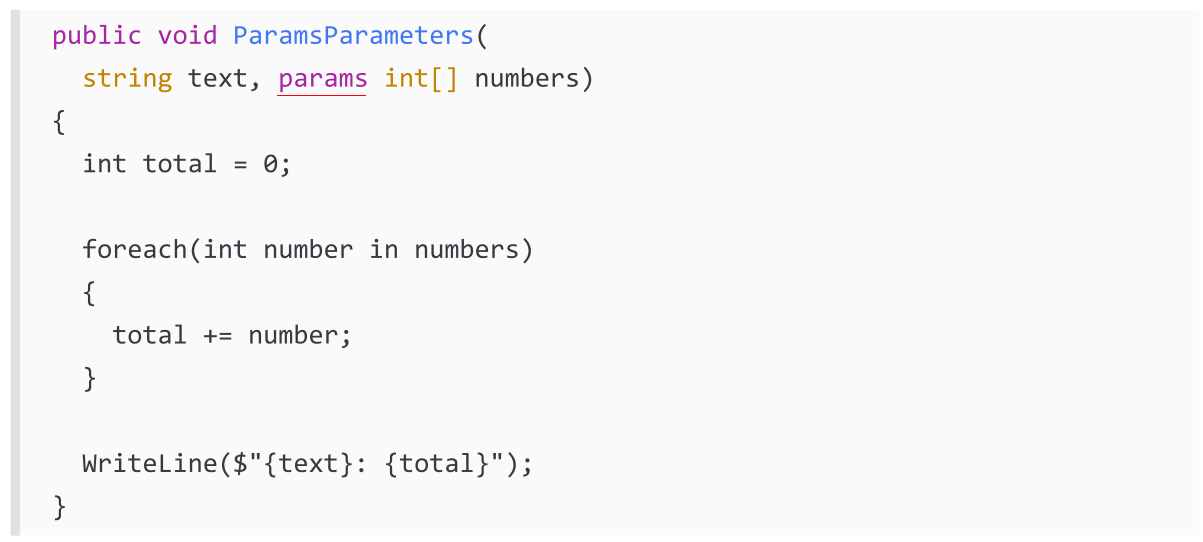 public void ParamsParameters(
  string text, params int[] numbers)
{
  int total = 0;

  foreach(int number in numbers)
  {
    total += number;
  }

  WriteLine($"{text}: {total}");
}